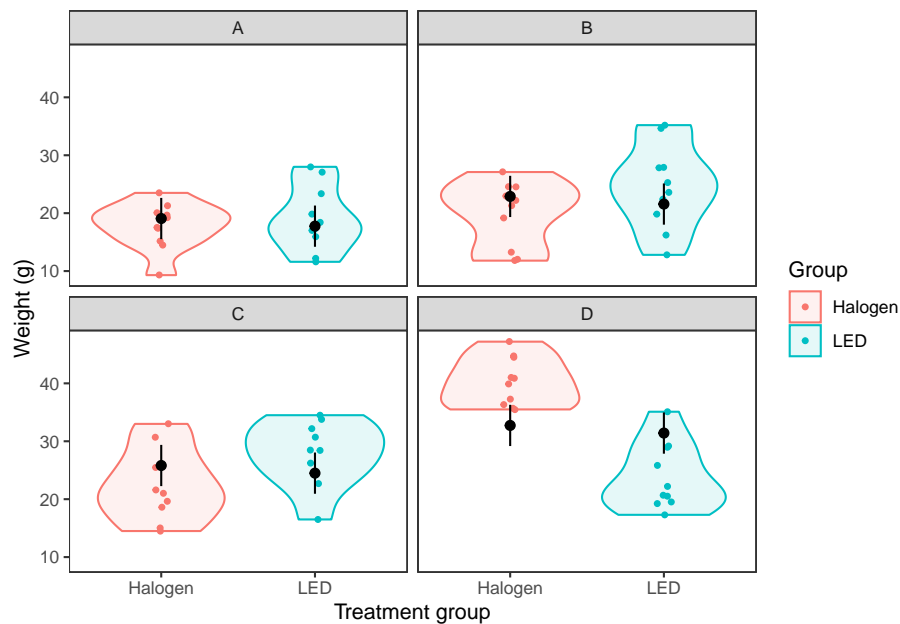 A
B
40
30
20
10
C
D
40
30
20
10
Halogen
LED
Halogen
LED
Treatment group
Weight (g)
Group
Halogen
LED